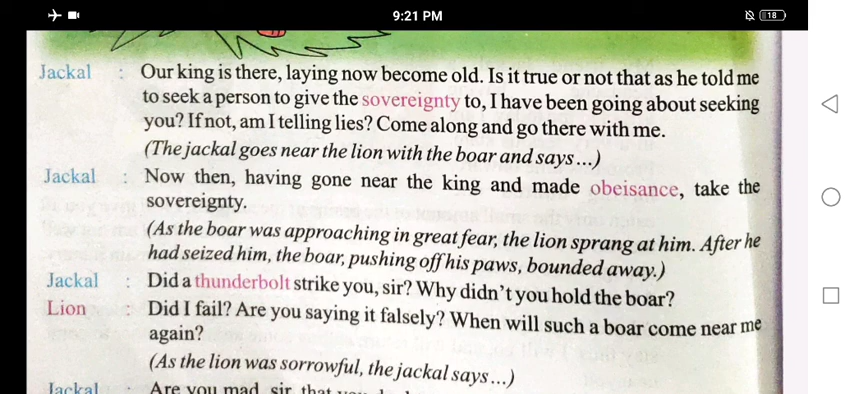 9:21 PM
18
Jackal : Our king is there, laying now become old. Is it true or not that as he told me
to seek a person to give the sovereignty to, I have been going about seeking
you? If not, am I telling lies? Come along and go there with me.
(The jackal goes near the lion with the boar and says...)
Jackal : Now then, having gone near the king and made obeisance, take the
sovereignty.
(As the boar was approaching in great fear, the lion sprang at him. After he
had seized him, the boar, pushing off his paws, bounded away.)
Jackal : Did a thunderbolt strike you, sir? Why didn't you hold the boar?
Lion : Did I fail? Are you saying it falsely? When will such a boar come near me
again?
(As the lion was sorrowful, the jackal says...)
Jackal : Are you mad, sir, that you